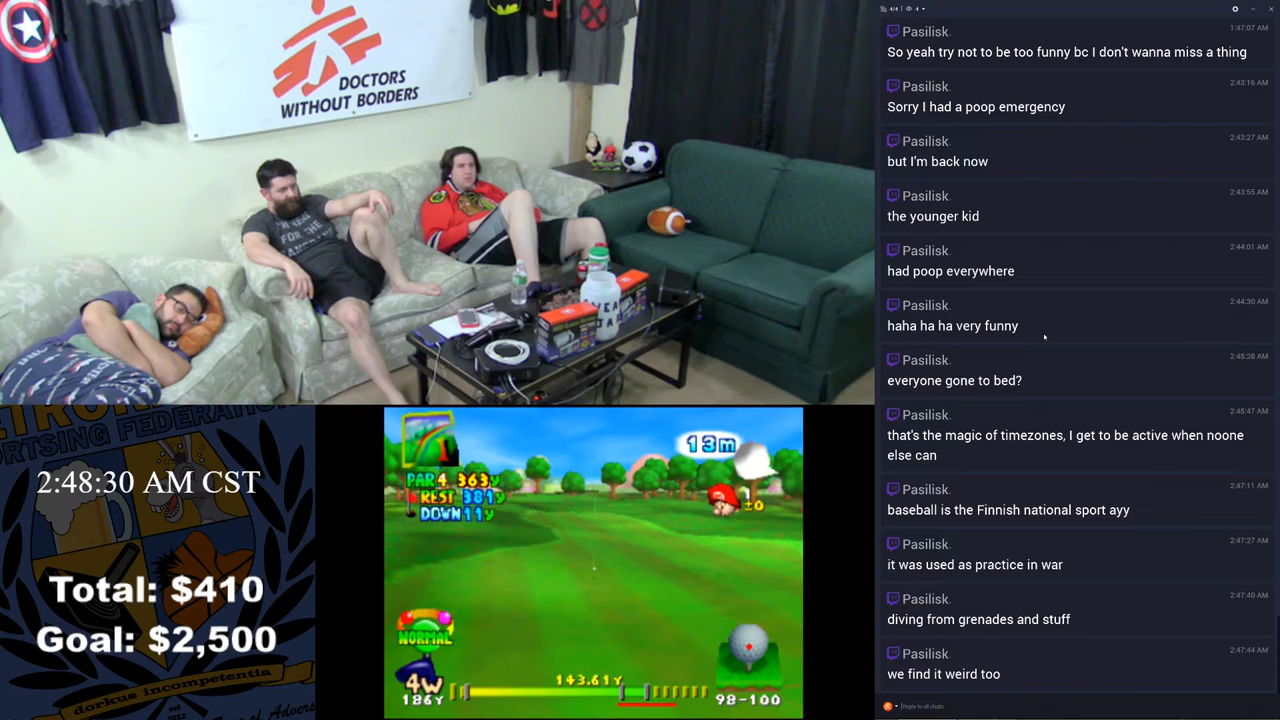 DOCTORS
WITHOUT BORDERS
2:48:30 AM CST
Total: $410
Goal: $2,500
dorkus incompetentia
13m
PAR4 363y
REST 381y
DOWN 11y
±0
NORMAL
4W
186Y
143.61Y
98-100
4/4
4
Pasilisk 1:47:07 AM
So yeah try not to be too funny bc I don't wanna miss a thing
Pasilisk 2:43:16 AM
Sorry I had a poop emergency
Pasilisk 2:43:27 AM
but I'm back now
Pasilisk 2:43:55 AM
the younger kid
Pasilisk 2:44:01 AM
had poop everywhere
Pasilisk 2:44:30 AM
haha ha ha very funny
Pasilisk 2:45:28 AM
everyone gone to bed?
Pasilisk 2:45:47 AM
that's the magic of timezones, I get to be active when noone
else can
Pasilisk 2:47:11 AM
baseball is the Finnish national sport ayy
Pasilisk 2:47:27 AM
it was used as practice in war
Pasilisk 2:47:40 AM
diving from grenades and stuff
Pasilisk 2:47:44 AM
we find it weird too
Reply to all chats